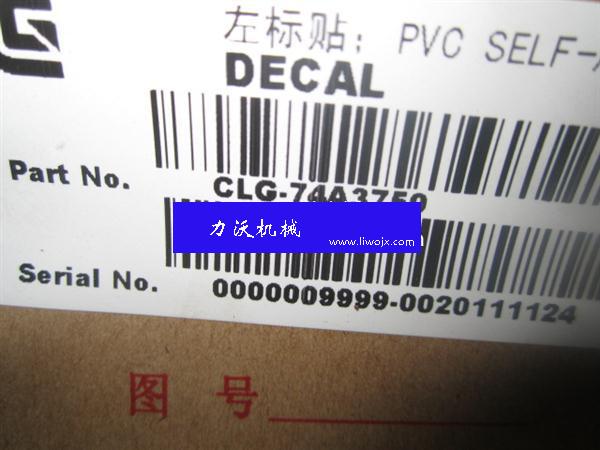 左标贴; PVC SELF-
DECAL
Part No.
CLG-74A3759
力沃机械
www.liwojx.com
Serial No.
0000009999-0020111124
图 号